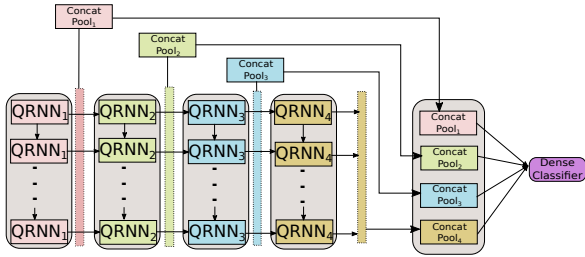 Concat
Pool₁
Concat
Pool₂
Concat
Pool₃
QRNN₁ QRNN₂ QRNN₃ QRNN₄
QRNN₁ QRNN₂ QRNN₃ QRNN₄
QRNN₁ QRNN₂ QRNN₃ QRNN₄
Concat
Pool₁
Concat
Pool₂
Concat
Pool₃
Concat
Pool₄
Dense
Classifier